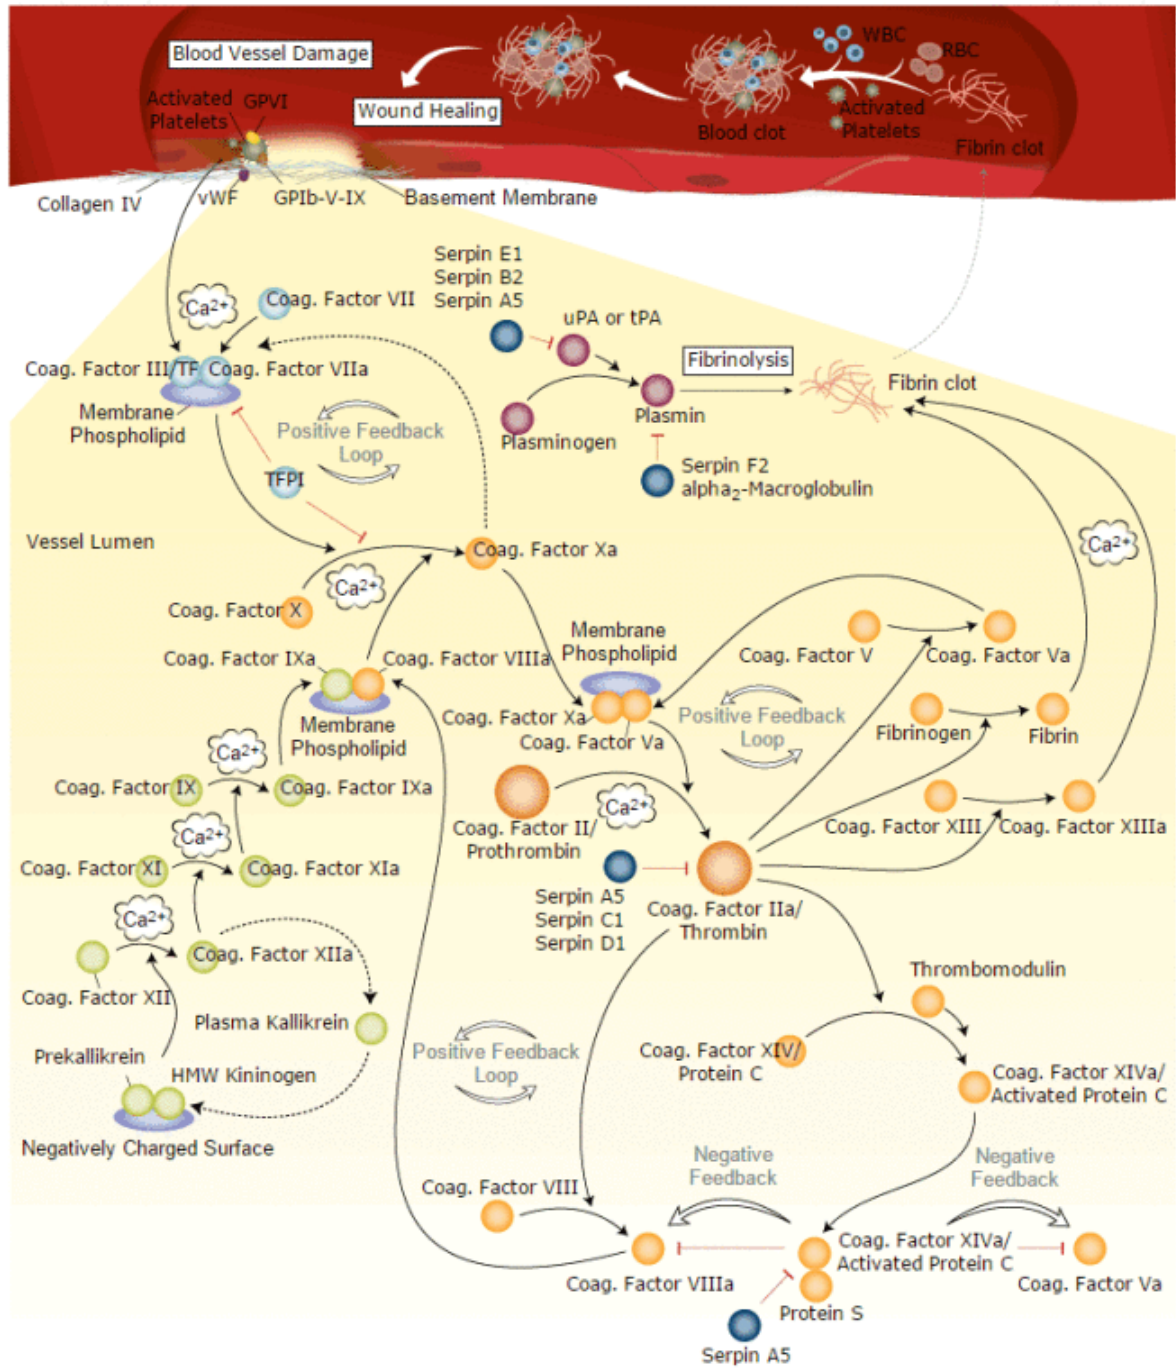 Blood Vessel Damage
WBC
RBC
Activated
Platelets
GPVI
Wound Healing
Activated
Platelets
Blood clot
Fibrin clot
Collagen IV
vWF
GPIb-V-IX
Basement Membrane
Serpin E1
Serpin B2
Serpin A5
Ca2+
Coag. Factor VII
uPA or tPA
Fibrinolysis
Coag. Factor III/TF
Coag. Factor VIIa
Fibrin clot
Membrane
Phospholipid
Positive Feedback
Loop
Plasminogen
Plasmin
TFPI
Serpin F2
alpha2-Macroglobulin
Vessel Lumen
Coag. Factor Xa
Ca2+
Ca2+
Coag. Factor X
Membrane
Phospholipid
Coag. Factor IXa
Coag. Factor VIIIa
Coag. Factor V
Coag. Factor Va
Membrane
Phospholipid
Coag. Factor Xa
Coag. Factor Va
Positive Feedback
Loop
Fibrinogen
Fibrin
Ca2+
Coag. Factor IX
Coag. Factor IXa
Ca2+
Coag. Factor II/
Prothrombin
Coag. Factor XIII
Coag. Factor XIIIa
Ca2+
Coag. Factor XI
Coag. Factor XIa
Serpin A5
Serpin C1
Serpin D1
Coag. Factor IIa/
Thrombin
Ca2+
Coag. Factor XIIa
Coag. Factor XII
Thrombomodulin
Plasma Kallikrein
Prekallikrein
HMW Kininogen
Positive Feedback
Loop
Coag. Factor XIV/
Protein C
Coag. Factor XIVa/
Activated Protein C
Negatively Charged Surface
Negative
Feedback
Negative
Feedback
Coag. Factor VIII
Coag. Factor XIVa/
Activated Protein C
Coag. Factor VIIIa
Coag. Factor Va
Protein S
Serpin A5